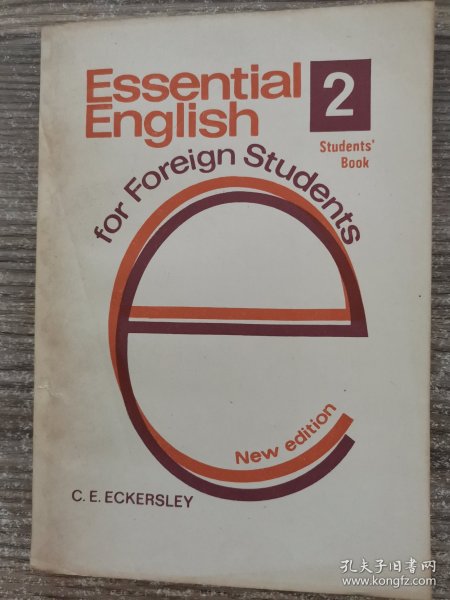 Essential
English
2
Students'
Book
for Foreign Students
New edition
C. E. ECKERSLEY
孔夫子旧书网
www.kongfz.com